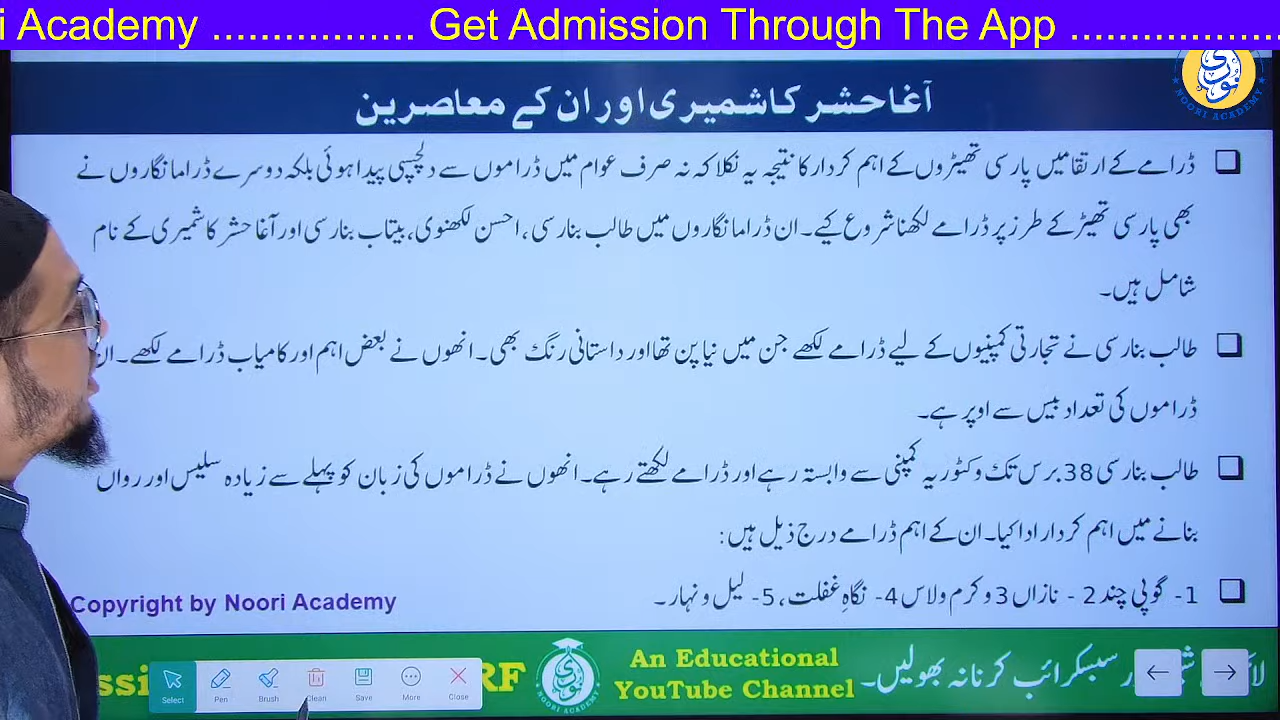 i Academy ................. Get Admission Through The App ..................
آغا حشر کاشمیری اور ان کے معاصرین
NOORI ACADEMY
❑ ڈرامے کے ارتقا میں پارسی تھیٹروں کے اہم کردار کا نتیجہ یہ نکلا کہ نہ صرف عوام میں ڈراموں سے دلچسپی پیدا ہوئی بلکہ دوسرے ڈراما نگاروں نے
بھی پارسی تھیٹر کے طرز پر ڈرامے لکھنا شروع کیے۔ ان ڈراما نگاروں میں طالب بنارسی، احسن لکھنوی، بیتاب بنارسی اور آغا حشر کاشمیری کے نام
شامل ہیں۔
❑ طالب بنارسی نے تجارتی کمپنیوں کے لیے ڈرامے لکھے جن میں نیا پن تھا اور داستانی رنگ بھی۔ انھوں نے بعض اہم اور کامیاب ڈرامے لکھے۔ ان
ڈراموں کی تعداد بیس سے اوپر ہے۔
❑ طالب بنارسی 38 برس تک وکٹوریہ کمپنی سے وابستہ رہے اور ڈرامے لکھتے رہے۔ انھوں نے ڈراموں کی زبان کو پہلے سے زیادہ سلیس اور رواں
بنانے میں اہم کردار ادا کیا۔ ان کے اہم ڈرامے درج ذیل ہیں:
❑ 1- گوپی چند 2 - نازاں 3 وکرم ولاس 4- نگاہِ غفلت، 5- لیل و نہار۔
Copyright by Noori Academy
ssi
RF
NOORI ACADEMY
An Educational
YouTube Channel
سبسکرائب کرنا نہ بھولیں۔
Select Pen Brush Clean Save More Close